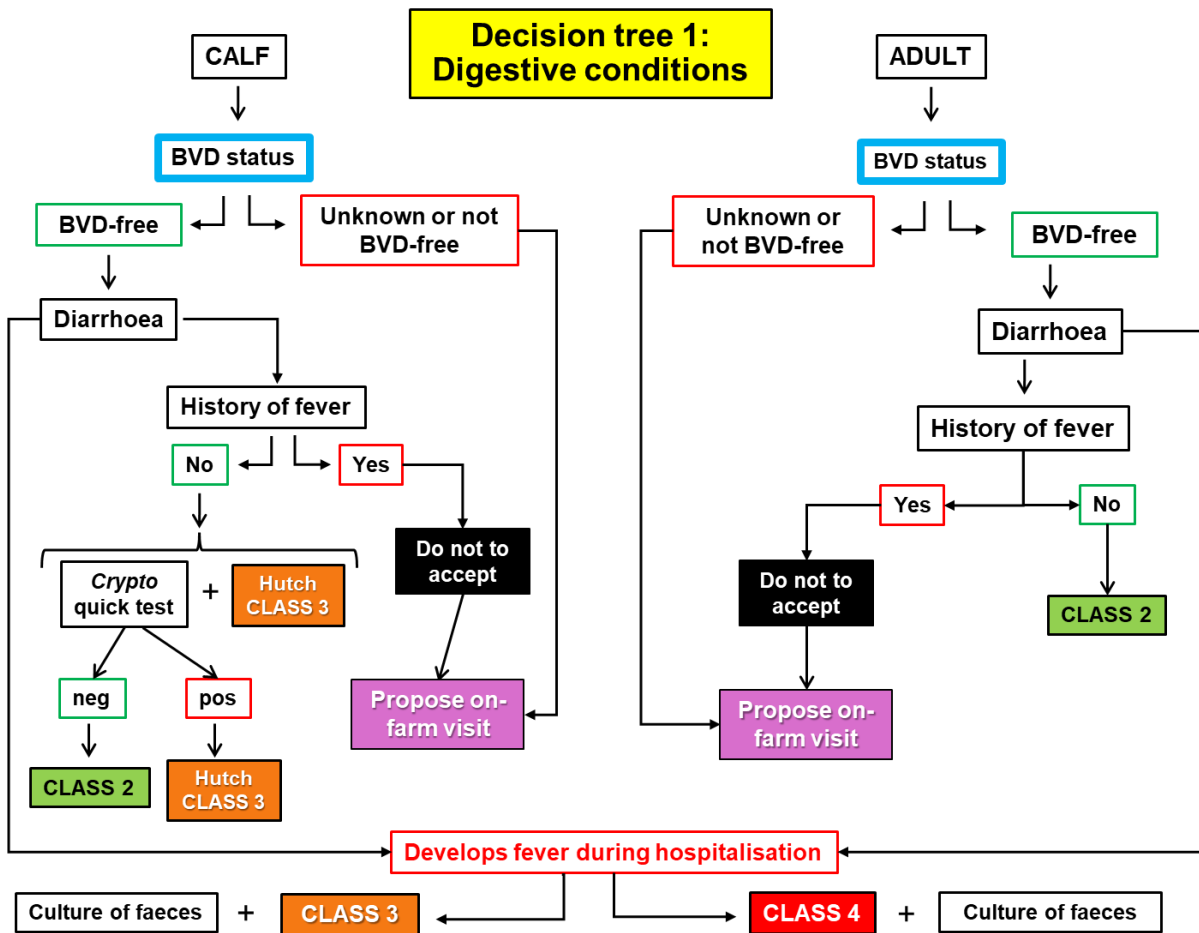 Decision tree 1:
Digestive conditions
CALF
ADULT
BVD status
BVD status
BVD-free
Unknown or not
BVD-free
Unknown or
not BVD-free
BVD-free
Diarrhoea
Diarrhoea
History of fever
History of fever
No
Yes
Yes
No
Crypto
quick test
+
Hutch
CLASS 3
Do not to
accept
Do not to
accept
CLASS 2
neg
pos
Propose on-
farm visit
Propose on-
farm visit
CLASS 2
Hutch
CLASS 3
Develops fever during hospitalisation
Culture of faeces + CLASS 3
CLASS 4 + Culture of faeces